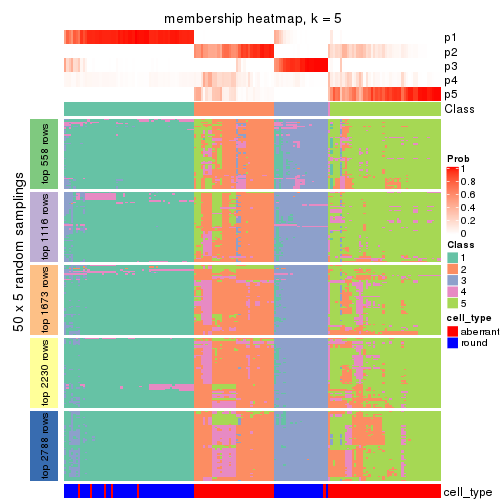 membership heatmap, k = 5
p1
p2
p3
p4
p5
Class
50 x 5 random samplings
top 558 rows
top 1116 rows
top 1673 rows
top 2230 rows
top 2788 rows
cell_type
Prob
1
0.8
0.6
0.4
0.2
0
Class
1
2
3
4
5
cell_type
aberrant
round